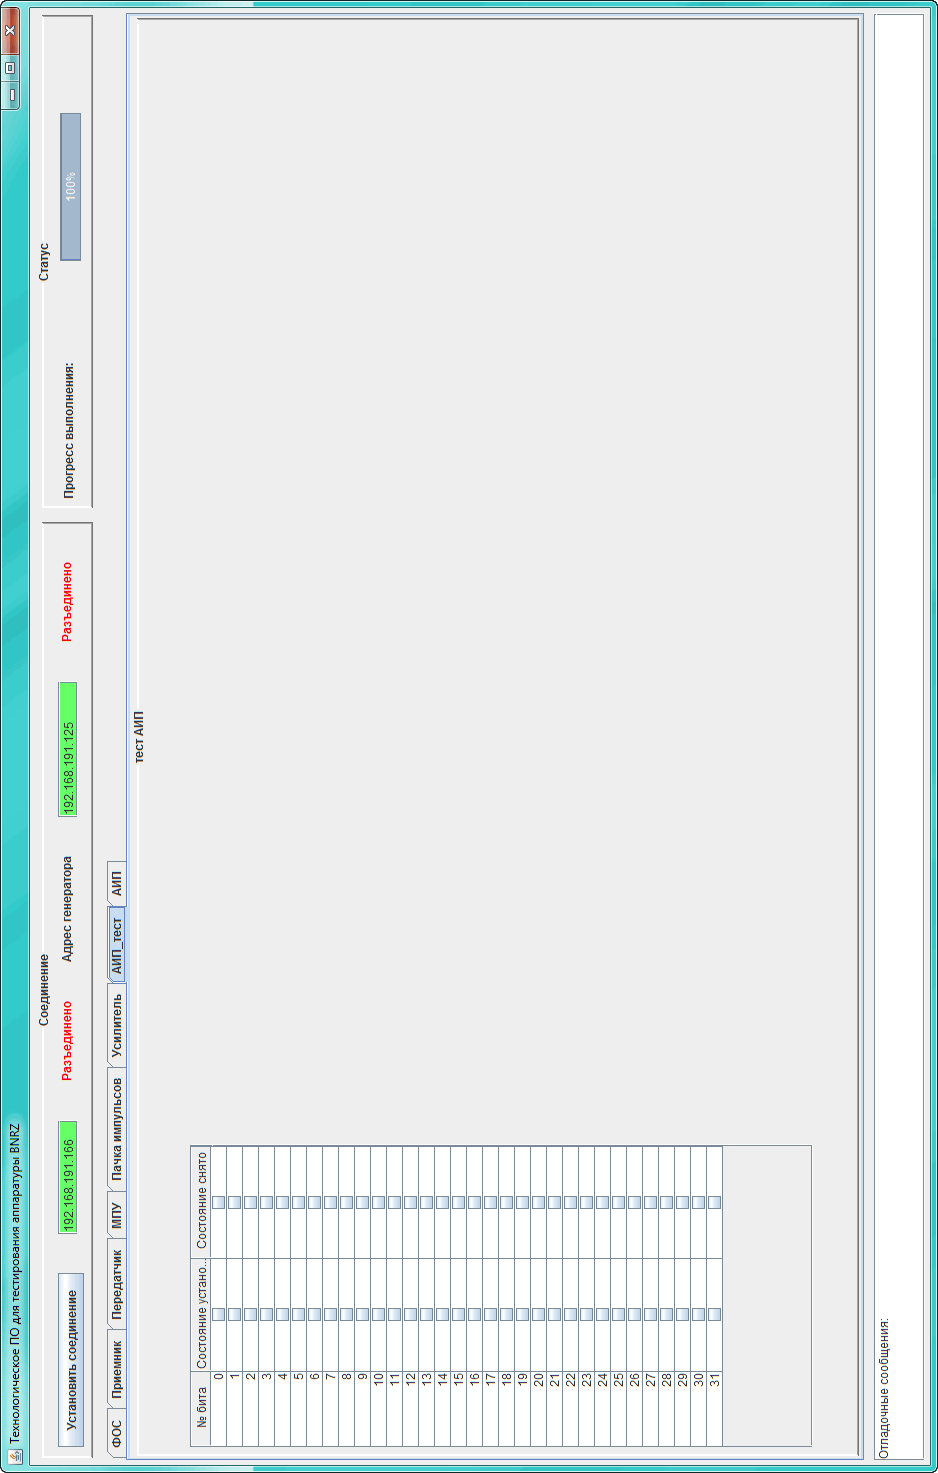 Технологическое ПО для тестирования аппаратуры BNRZ
Соединение
Статус
Установить соединение
192.168.191.166
Разъединено
Адрес генератора
192.168.191.125
Разъединено
Прогресс выполнения:
100%
ФОС
Приемник
Передатчик
МПУ
Пачка импульсов
Усилитель
АИП_тест
АИП
тест АИП
№ бита Состояние устано... Состояние снято
0
1
2
3
4
5
6
7
8
9
10
11
12
13
14
15
16
17
18
19
20
21
22
23
24
25
26
27
28
29
30
31
Отладочные сообщения: